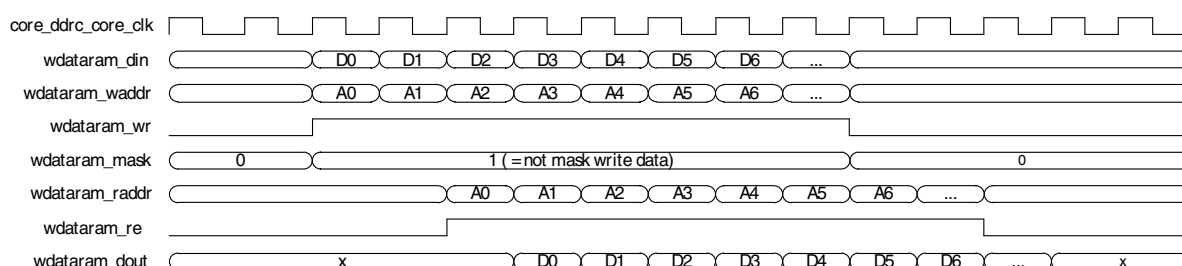 core_ddrc_core_clk
wdataram_din D0 D1 D2 D3 D4 D5 D6 ...
wdataram_waddr A0 A1 A2 A3 A4 A5 A6 ...
wdataram_wr
wdataram_mask 0 1 ( = not mask write data) 0
wdataram_raddr A0 A1 A2 A3 A4 A5 A6 ...
wdataram_re
wdataram_dout x D0 D1 D2 D3 D4 D5 D6 ... x